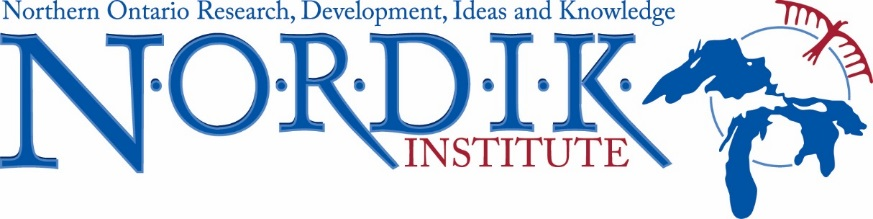 Northern Ontario Research, Development, Ideas and Knowledge
N·O·R·D·I·K·
INSTITUTE